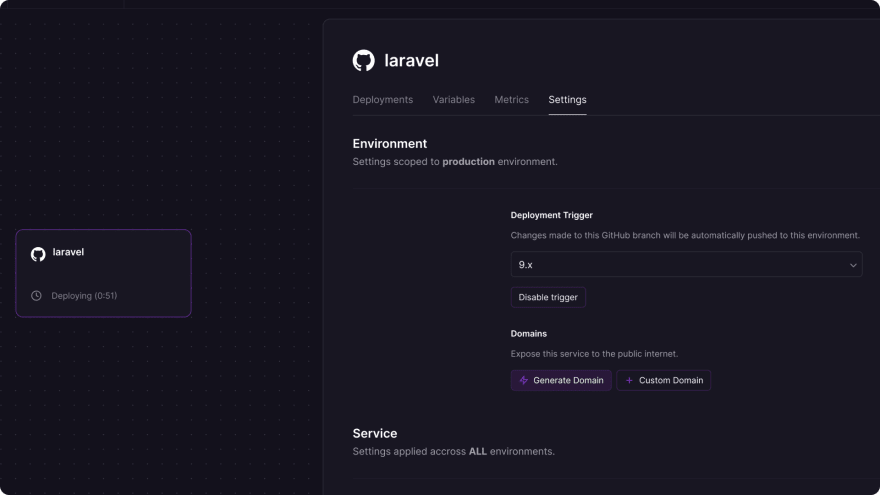 laravel
Deploying (0:51)
laravel
Deployments Variables Metrics Settings
Environment
Settings scoped to production environment.
Deployment Trigger
Changes made to this GitHub branch will be automatically pushed to this environment.
9.x
Disable trigger
Domains
Expose this service to the public internet.
Generate Domain Custom Domain
Service
Settings applied accross ALL environments.